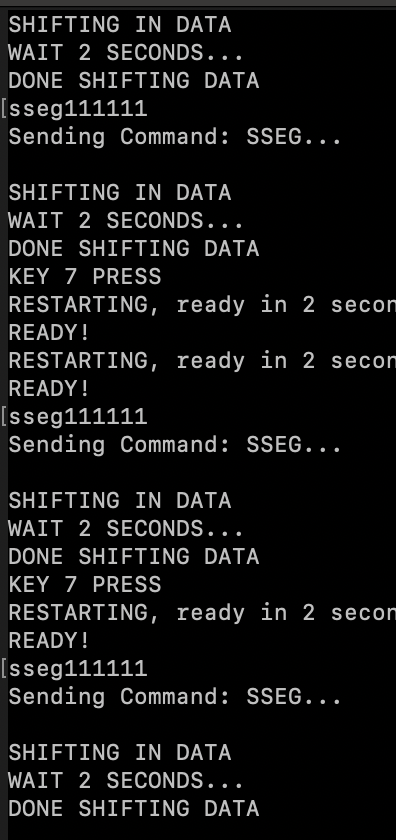 SHIFTING IN DATA
WAIT 2 SECONDS...
DONE SHIFTING DATA
[sseg111111
Sending Command: SSEG...

SHIFTING IN DATA
WAIT 2 SECONDS...
DONE SHIFTING DATA
KEY 7 PRESS
RESTARTING, ready in 2 secon
READY!
RESTARTING, ready in 2 secon
READY!
[sseg111111
Sending Command: SSEG...

SHIFTING IN DATA
WAIT 2 SECONDS...
DONE SHIFTING DATA
KEY 7 PRESS
RESTARTING, ready in 2 secon
READY!
[sseg111111
Sending Command: SSEG...

SHIFTING IN DATA
WAIT 2 SECONDS...
DONE SHIFTING DATA